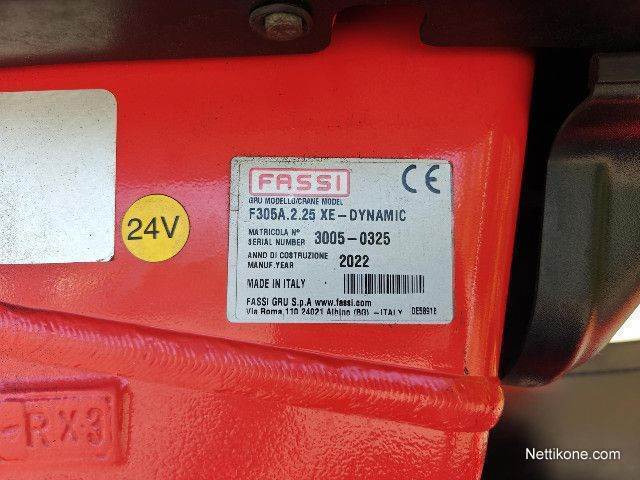 FASSI CE
GRU MODELLO/CRANE MODEL
F305A.2.25 XE-DYNAMIC
MATRICOLA N°
SERIAL NUMBER 3005-0325
ANNO DI COSTRUZIONE
MANUF.YEAR 2022
MADE IN ITALY
FASSI GRU S.p.A www.fassi.com
Via Roma,110 24021 Albino (BG) -ITALY
24V
-RX-3
Nettikone.com